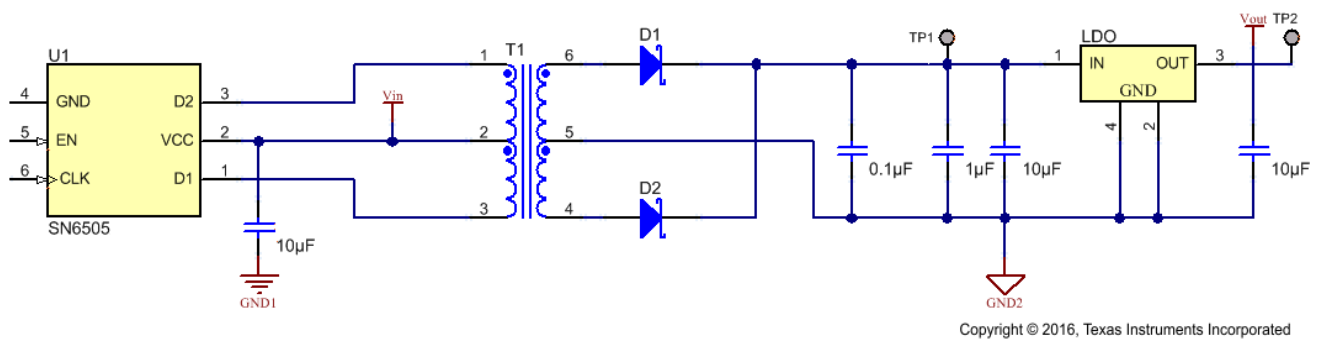 U1
4 GND
5 EN
6 CLK
D2 3
VCC 2
D1 1
SN6505
10µF
GND1
Vin
T1
1
2
3
6
5
4
D1
D2
TP1
0.1µF
1µF
10µF
GND2
LDO
1 IN
OUT 3
GND
4
2
Vout
TP2
10µF
Copyright © 2016, Texas Instruments Incorporated